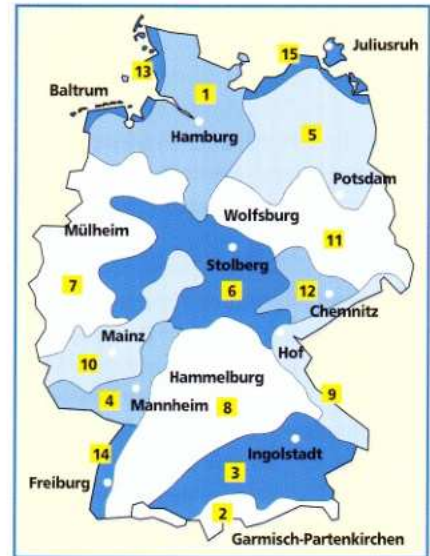 15
Juliusruh
13
Baltrum
1
Hamburg
5
Potsdam
Wolfsburg
Mülheim
11
Stolberg
7
6
12
Chemnitz
Mainz
Hof
10
Hammelburg
9
4
Mannheim
8
14
Ingolstadt
3
Freiburg
2
Garmisch-Partenkirchen